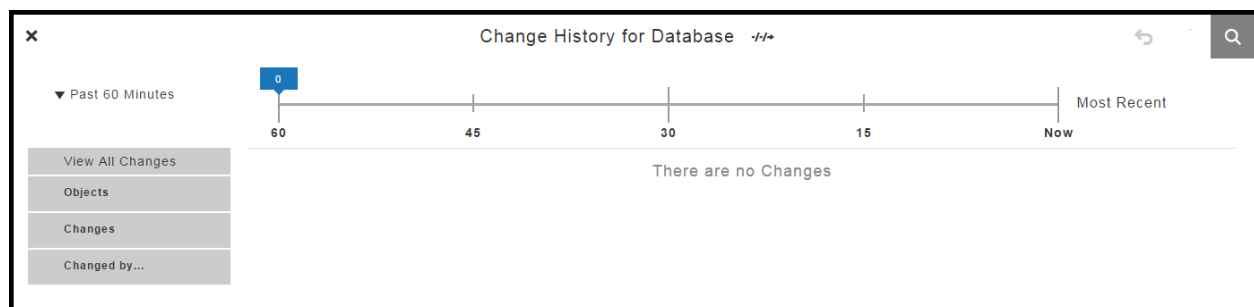 Change History for Database
Past 60 Minutes
0
Most Recent
60 45 30 15 Now
View All Changes
There are no Changes
Objects
Changes
Changed by...